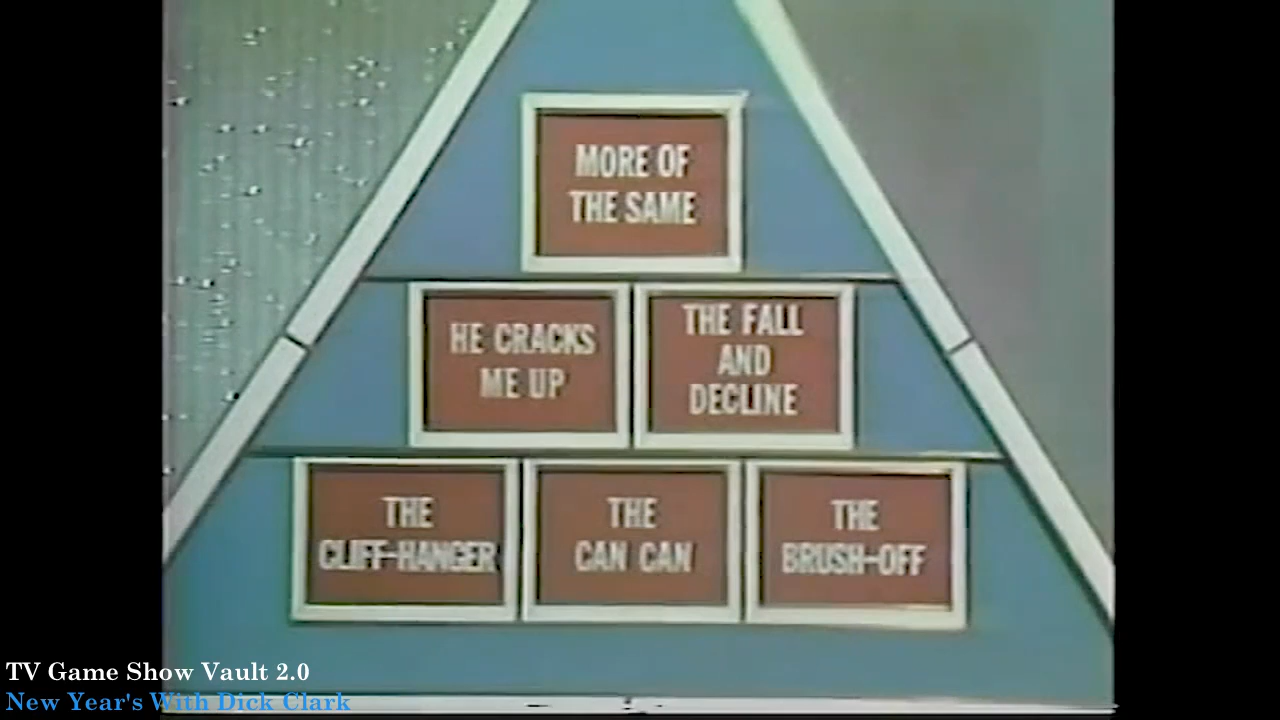 MORE OF
THE SAME
HE CRACKS
ME UP
THE FALL
AND
DECLINE
THE
CLIFF-HANGER
THE
CAN CAN
THE
BRUSH-OFF
TV Game Show Vault 2.0
New Year's With Dick Clark